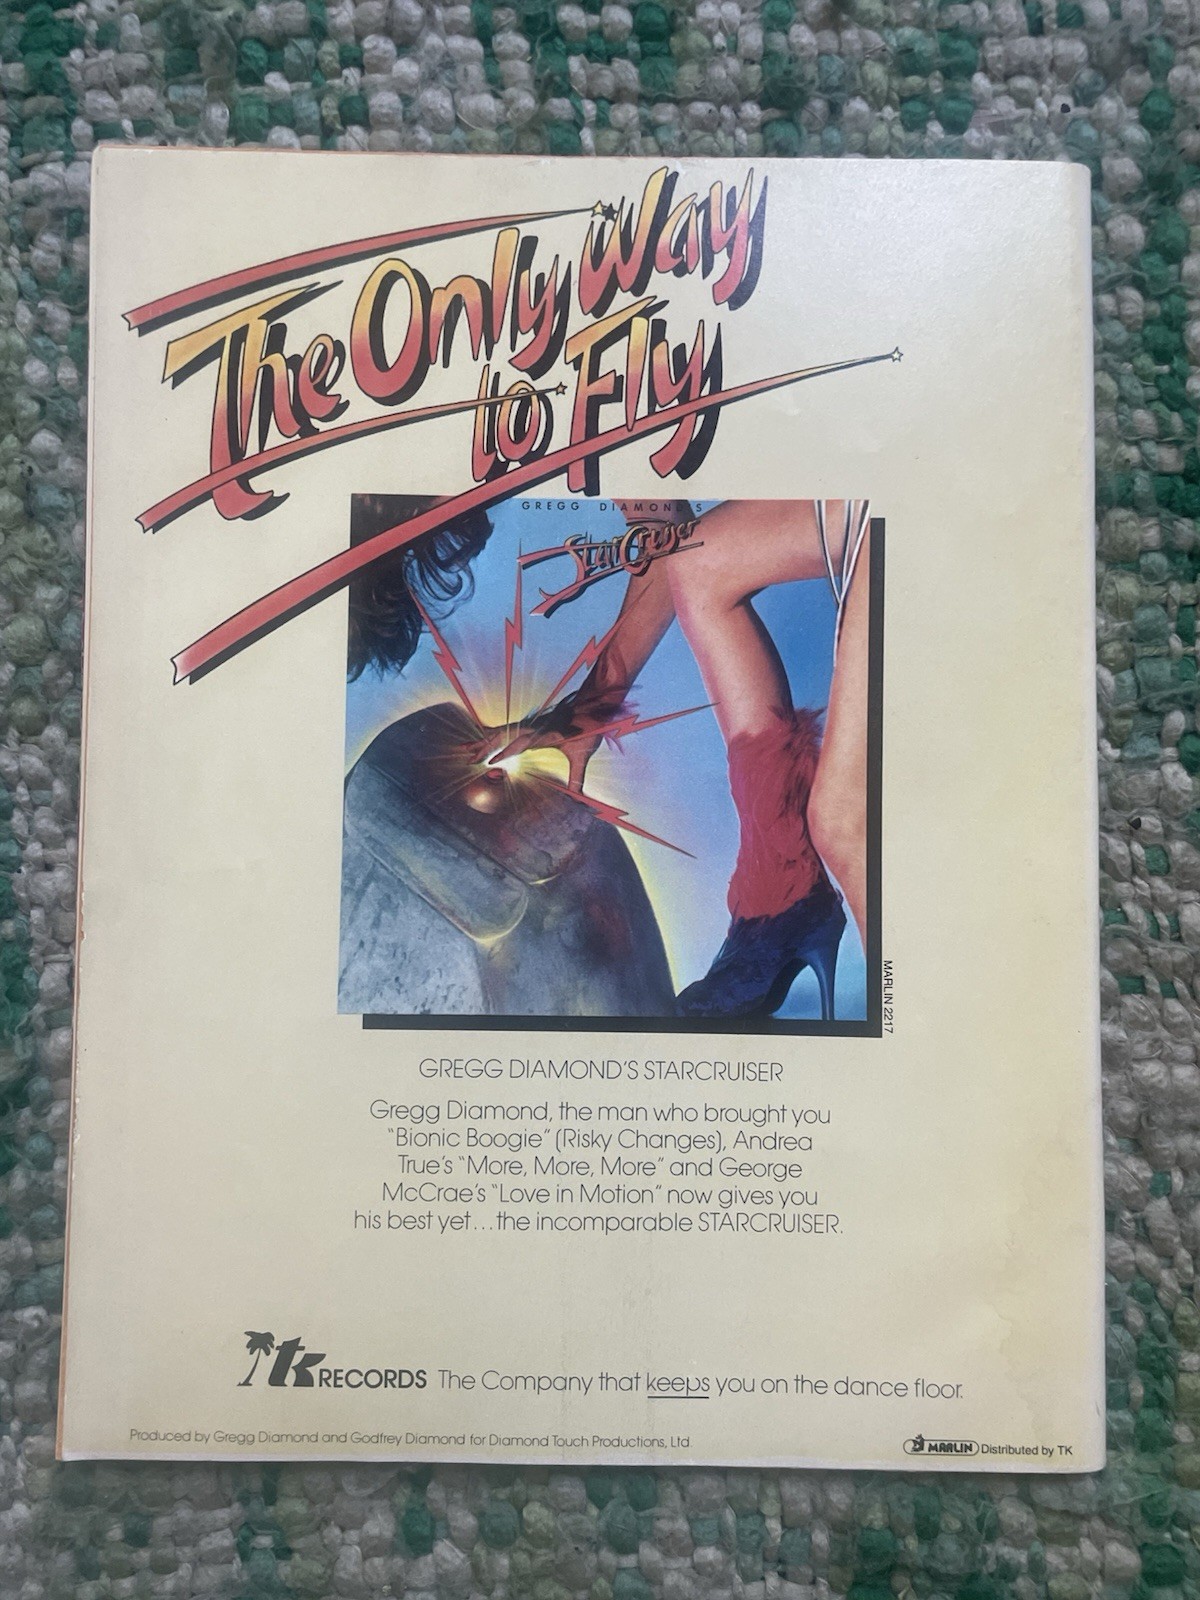 The Only Way
to Fly
GREGG DIAMOND'S
StarCruiser
MARLIN 2217
GREGG DIAMOND'S STARCRUISER
Gregg Diamond, the man who brought you
"Bionic Boogie" (Risky Changes), Andrea
True's "More, More, More" and George
McCrae's "Love in Motion" now gives you
his best yet...the incomparable STARCRUISER.
tk RECORDS The Company that keeps you on the dance floor.
Produced by Gregg Diamond and Godfrey Diamond for Diamond Touch Productions, Ltd.
MARLIN Distributed by TK